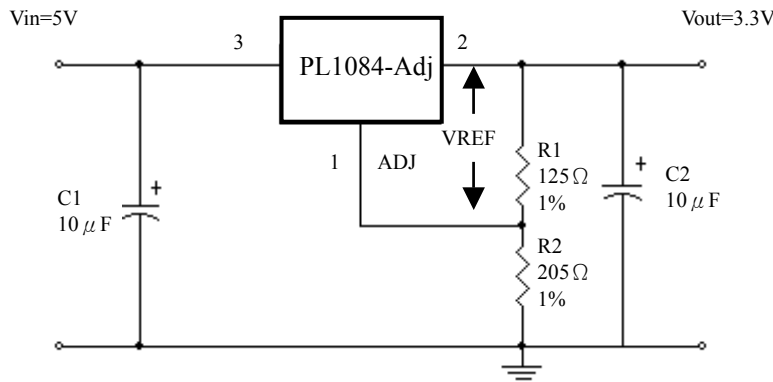 Vin=5V
Vout=3.3V
3
PL1084-Adj
2
VREF
1
ADJ
R1
125Ω
1%
C1
10μF
+
C2
10μF
+
R2
205Ω
1%